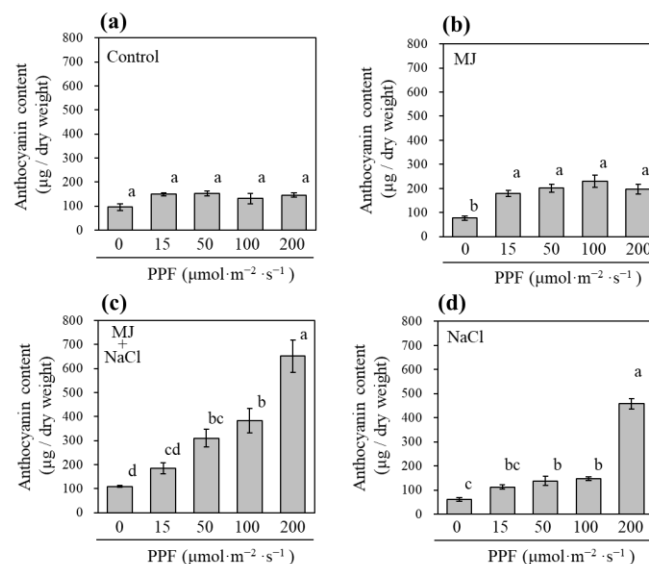 (a)
Control
Anthocyanin content
(µg / dry weight)
800
700
600
500
400
300
200
100
0
a a a a a
0 15 50 100 200
PPF (µmol·m⁻² ·s⁻¹ )
(b)
MJ
Anthocyanin content
(µg / dry weight)
800
700
600
500
400
300
200
100
0
b a a a a
0 15 50 100 200
PPF (µmol·m⁻² ·s⁻¹ )
(c)
MJ
+
NaCl
Anthocyanin content
(µg / dry weight)
800
700
600
500
400
300
200
100
0
d cd bc b a
0 15 50 100 200
PPF (µmol·m⁻² ·s⁻¹ )
(d)
NaCl
Anthocyanin content
(µg / dry weight)
800
700
600
500
400
300
200
100
0
c bc b b a
0 15 50 100 200
PPF (µmol·m⁻² ·s⁻¹ )